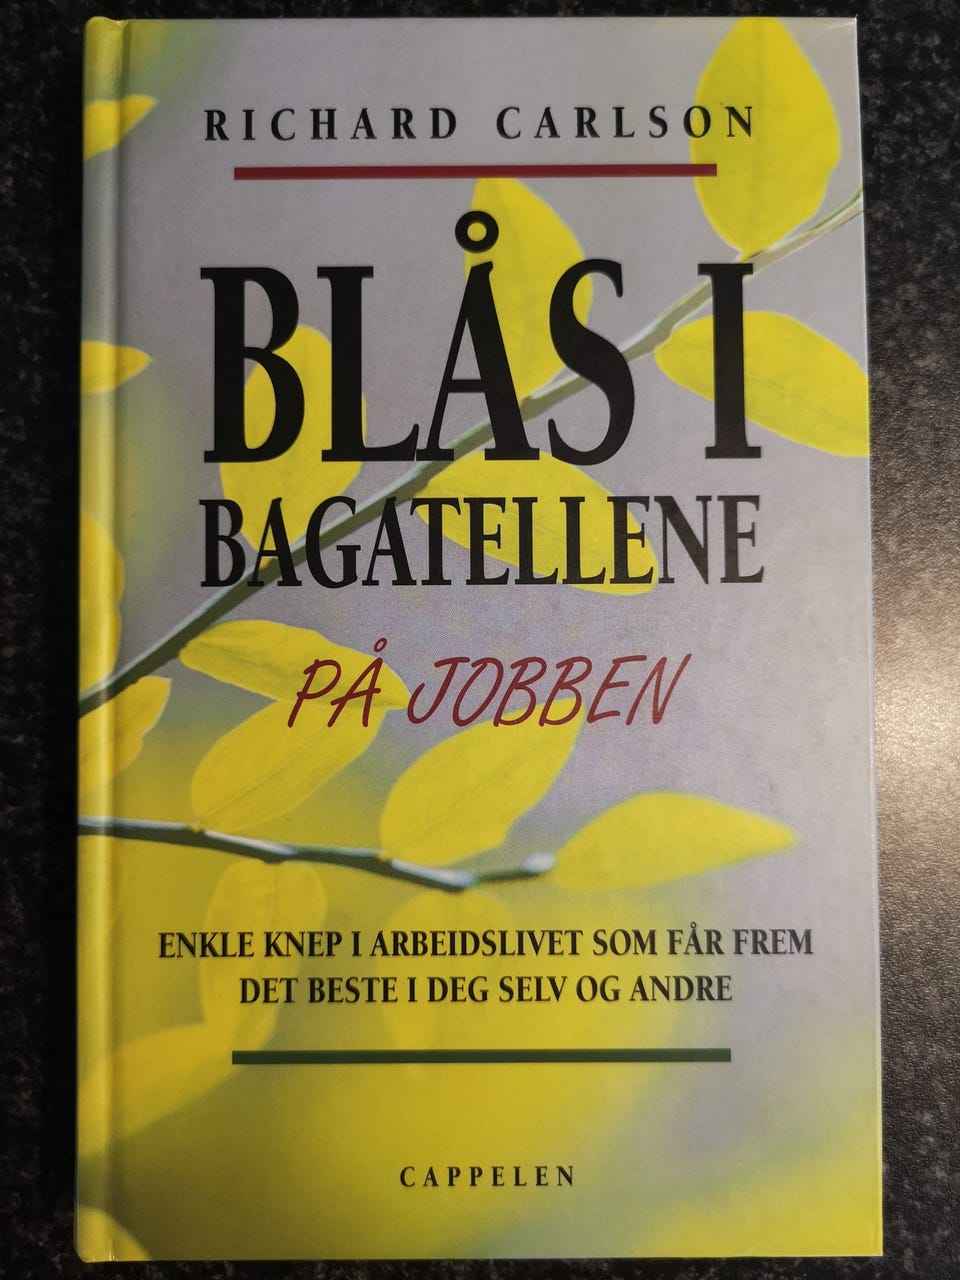 RICHARD CARLSON
BLÅS I
BAGATELLENE
PÅ JOBBEN
ENKLE KNEP I ARBEIDSLIVET SOM FÅR FREM
DET BESTE I DEG SELV OG ANDRE
CAPPELEN